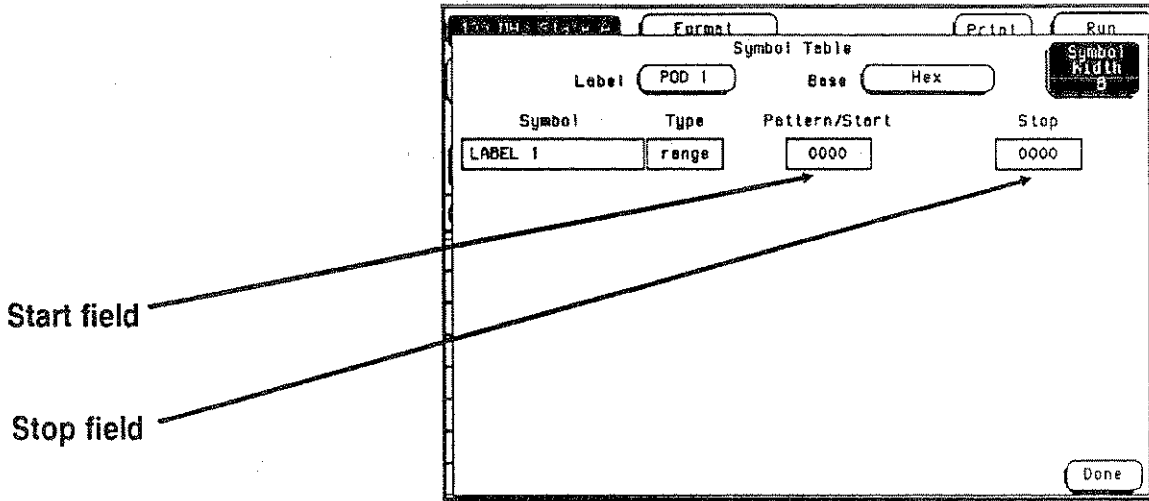 Format Print Run
Symbol Table
Symbol
Width
8
Label POD 1 Base Hex
Symbol Type Pattern/Start Stop
LABEL 1 range 0000 0000
Start field
Stop field
Done